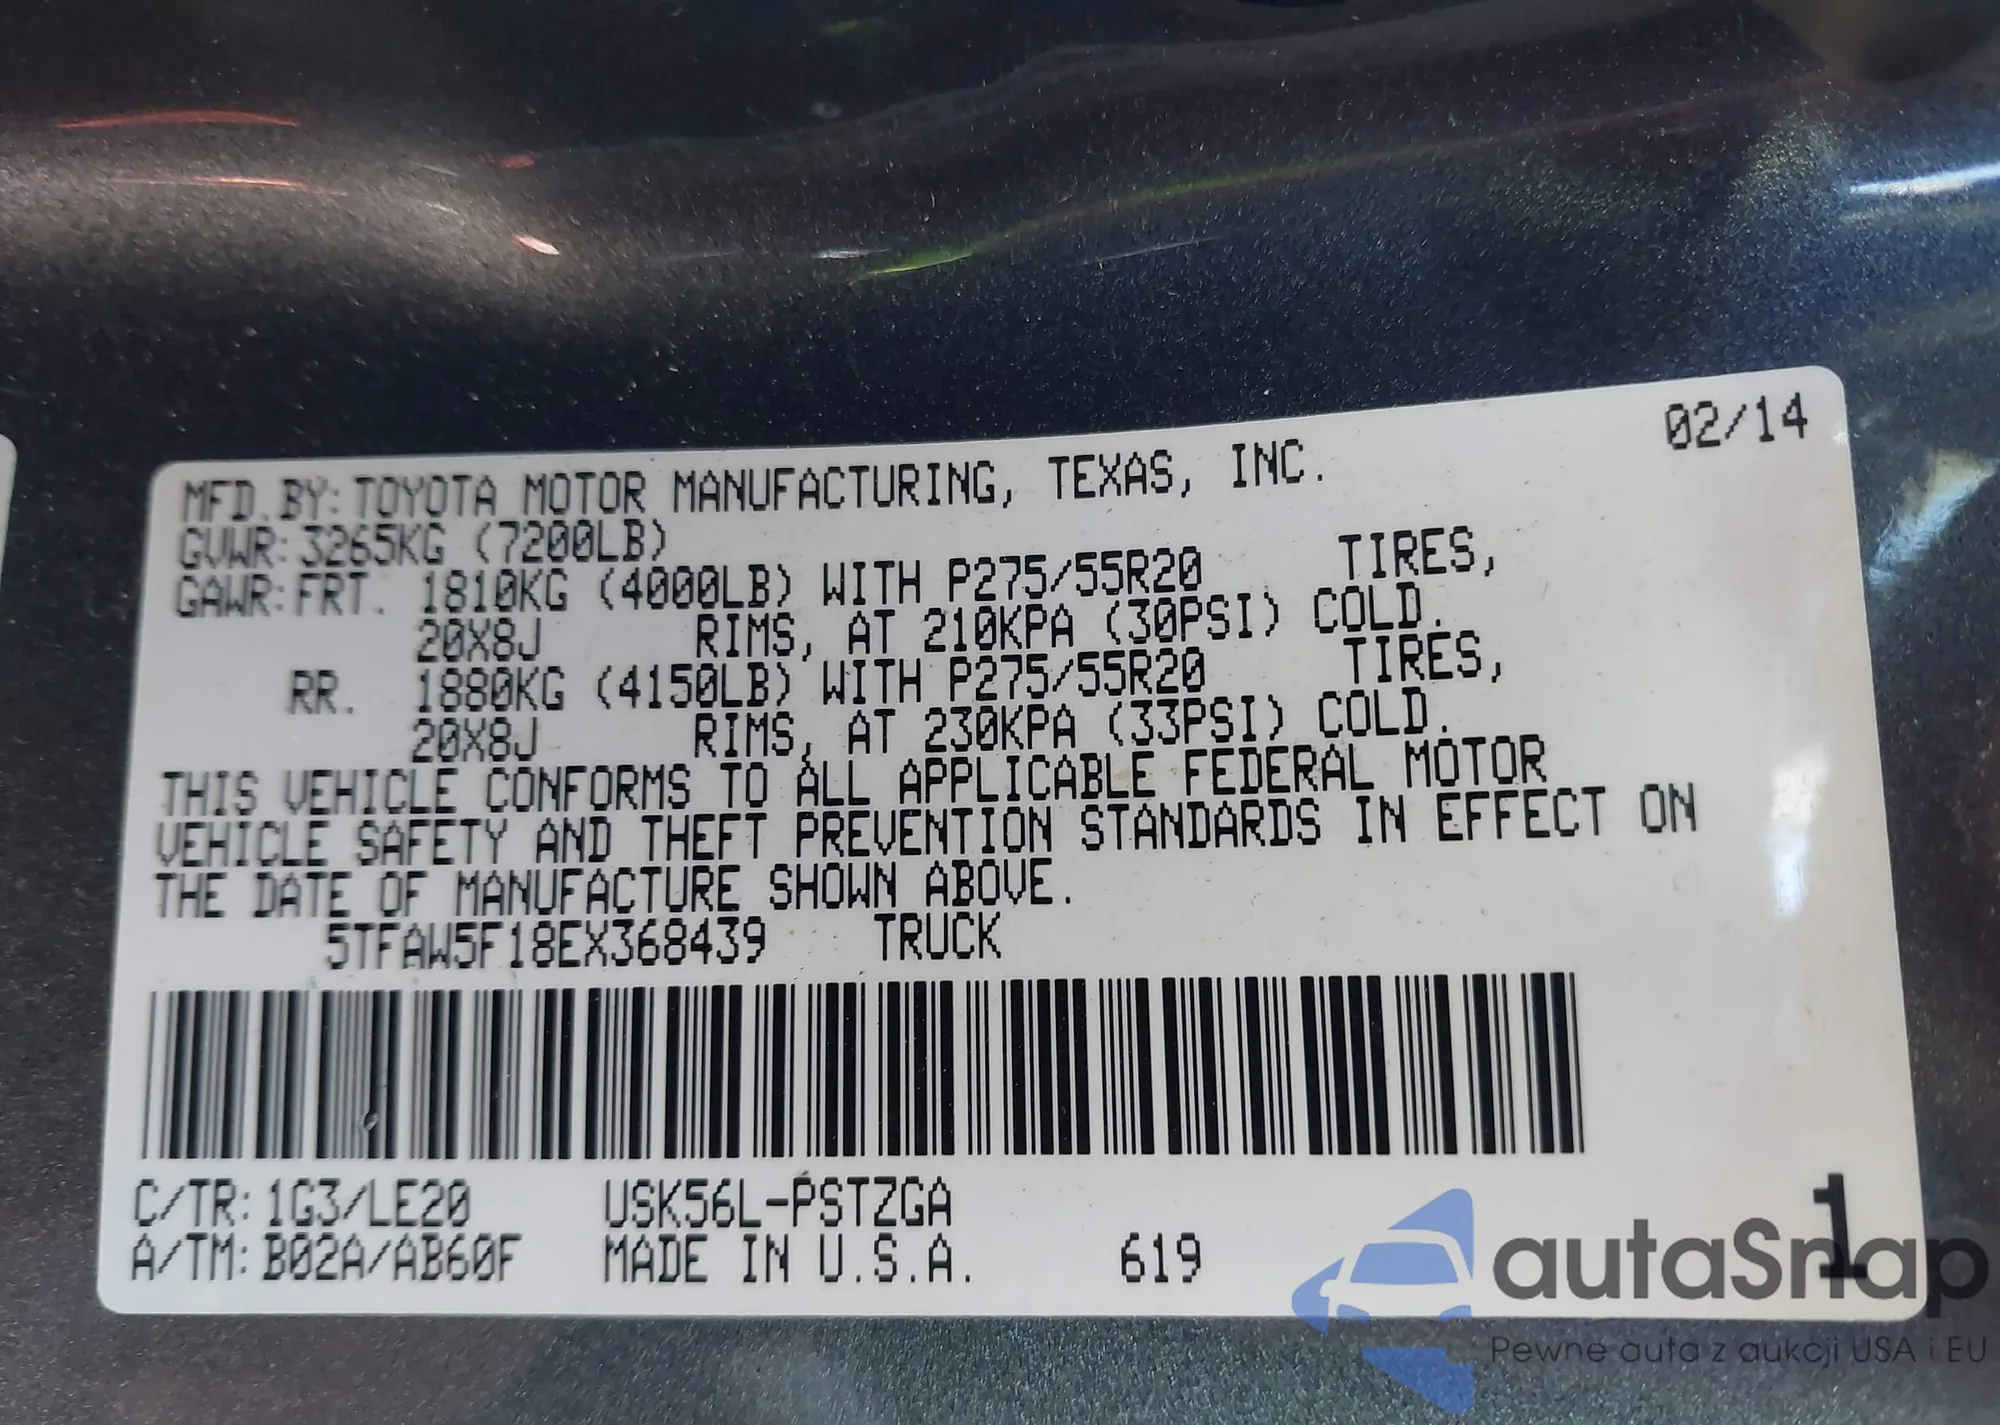 02/14
MFD.BY:TOYOTA MOTOR MANUFACTURING, TEXAS, INC.
GVWR:3265KG (7200LB)
GAWR:FRT. 1810KG (4000LB) WITH P275/55R20 TIRES,
20X8J RIMS, AT 210KPA (30PSI) COLD.
RR. 1880KG (4150LB) WITH P275/55R20 TIRES,
20X8J RIMS, AT 230KPA (33PSI) COLD.
THIS VEHICLE CONFORMS TO ALL APPLICABLE FEDERAL MOTOR
VEHICLE SAFETY AND THEFT PREVENTION STANDARDS IN EFFECT ON
THE DATE OF MANUFACTURE SHOWN ABOVE.
5TFAW5F18EX368439 TRUCK
C/TR:1G3/LE20 USK56L-PSTZGA
A/TM:B02A/AB60F MADE IN U.S.A. 619
1
autaSnap
Pewne auta z aukcji USA i EU